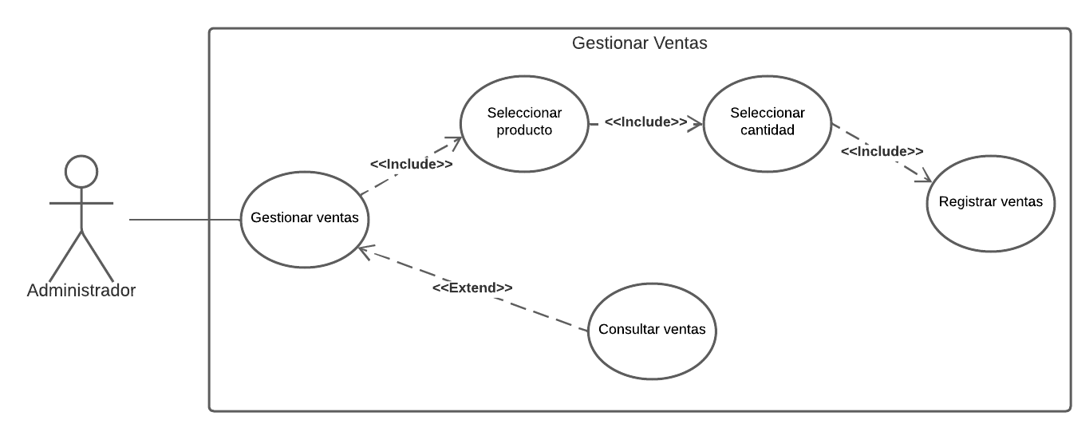 Gestionar Ventas
Seleccionar
producto
<<Include>>
Seleccionar
cantidad
<<Include>>
<<Include>>
Registrar ventas
Gestionar ventas
Administrador
<<Extend>>
Consultar ventas